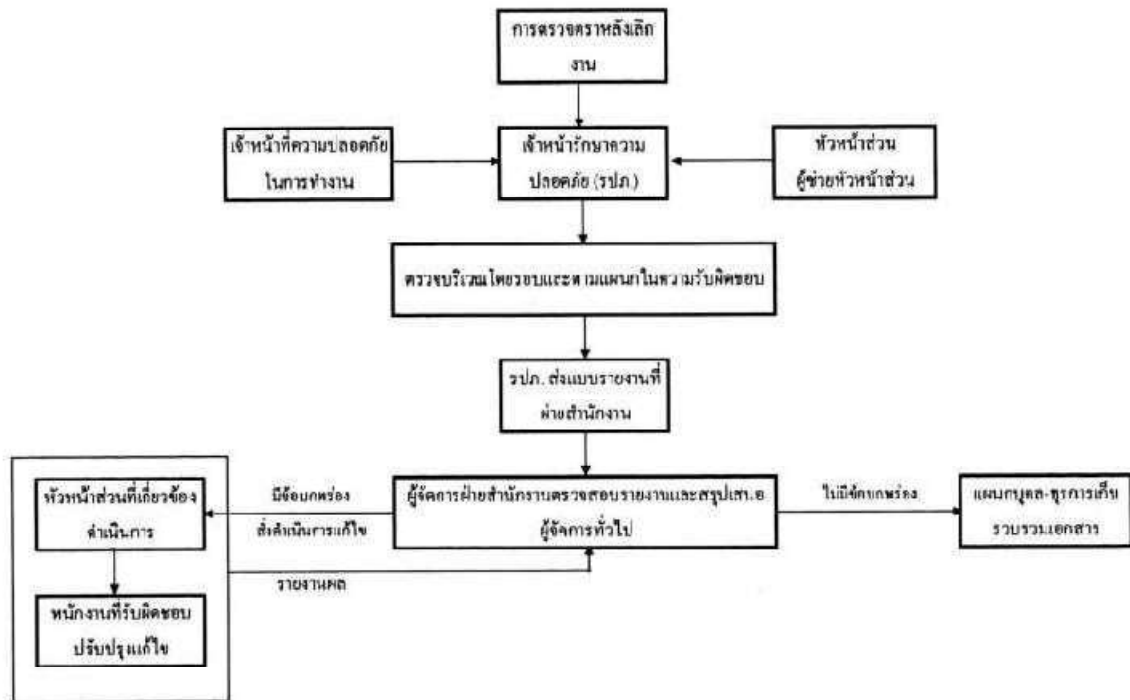 การตรวจตราหลังเลิก
งาน
เจ้าหน้าที่ความปลอดภัย
ในการทำงาน
เจ้าหน้ารักษาความ
ปลอดภัย (รปภ.)
หัวหน้าส่วน
ผู้ช่วยหัวหน้าส่วน
ตรวจบริเวณโดยรอบและตามแผนกในความรับผิดชอบ
รปภ. ส่งแบบรายงานที่
ฝ่ายสำนักงาน
หัวหน้าส่วนที่เกี่ยวข้อง
ดำเนินการ
มีข้อบกพร่อง
สั่งดำเนินการแก้ไข
ผู้จัดการฝ่ายสำนักงานตรวจสอบรายงานและสรุปเสนอ
ผู้จัดการทั่วไป
ไม่มีข้อบกพร่อง
แผนกบุคคล-ธุรการเก็บ
รวบรวมเอกสาร
รายงานผล
พนักงานที่รับผิดชอบ
ปรับปรุงแก้ไข